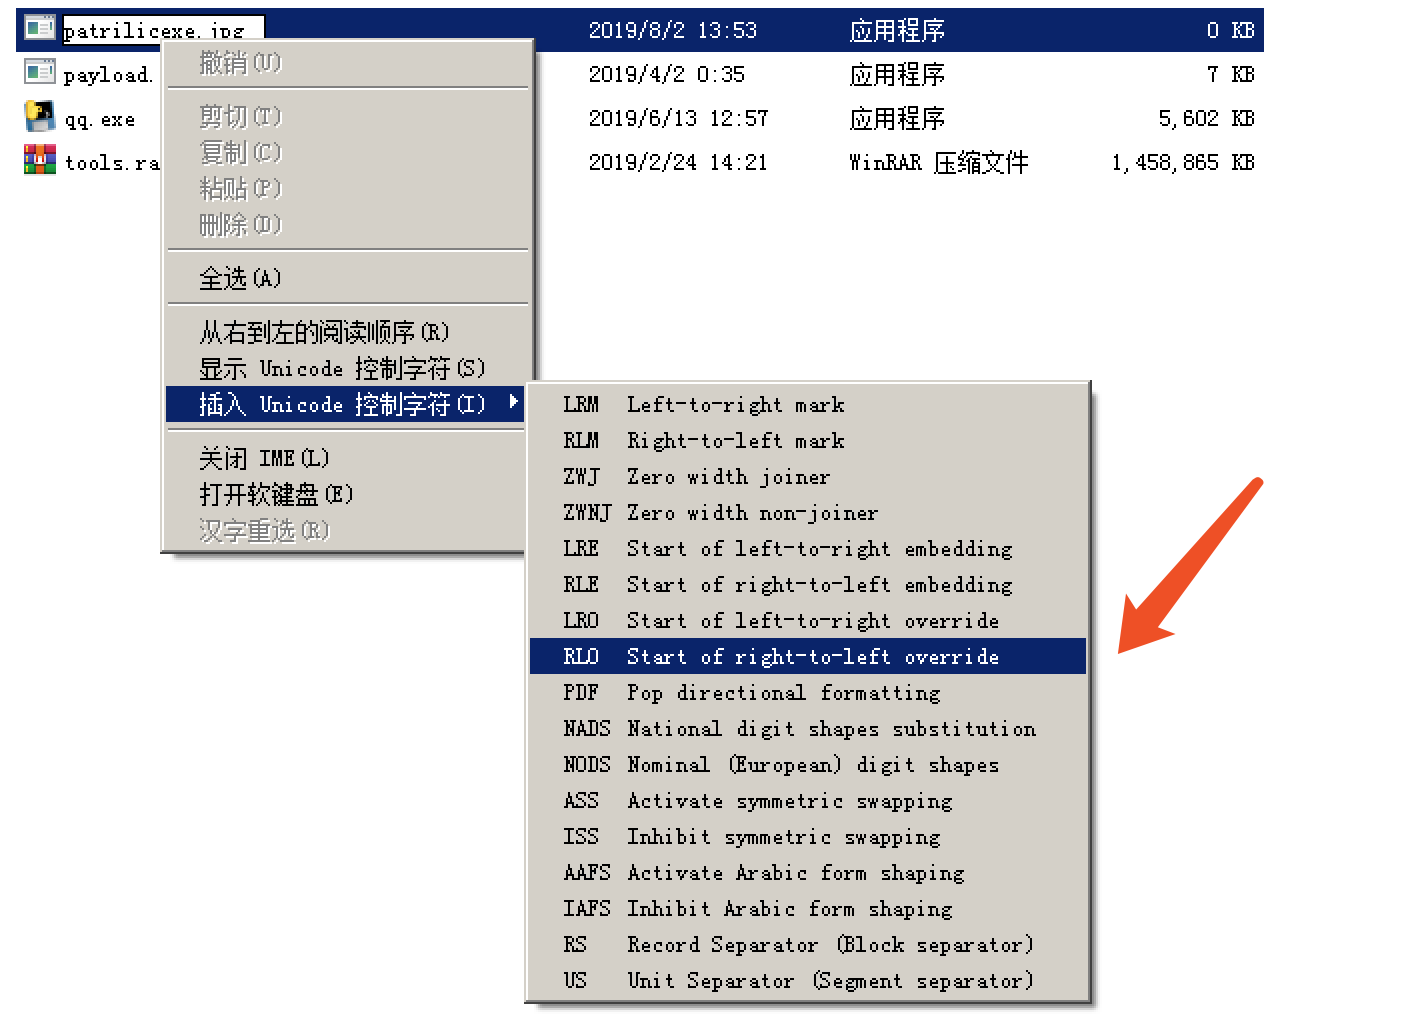 patrilicexe.jpg 2019/8/2 13:53 应用程序 0 KB
payload. 2019/4/2 0:35 应用程序 7 KB
qq.exe 2019/6/13 12:57 应用程序 5,602 KB
tools.ra 2019/2/24 14:21 WinRAR 压缩文件 1,458,865 KB
撤销(U)
剪切(T)
复制(C)
粘贴(P)
删除(D)
全选(A)
从右到左的阅读顺序(R)
显示 Unicode 控制字符(S)
插入 Unicode 控制字符(I)
关闭 IME(L)
打开软键盘(E)
汉字重选(R)
LRM Left-to-right mark
RLM Right-to-left mark
ZWJ Zero width joiner
ZWNJ Zero width non-joiner
LRE Start of left-to-right embedding
RLE Start of right-to-left embedding
LRO Start of left-to-right override
RLO Start of right-to-left override
PDF Pop directional formatting
NADS National digit shapes substitution
NODS Nominal (European) digit shapes
ASS Activate symmetric swapping
ISS Inhibit symmetric swapping
AAFS Activate Arabic form shaping
IAFS Inhibit Arabic form shaping
RS Record Separator (Block separator)
US Unit Separator (Segment separator)